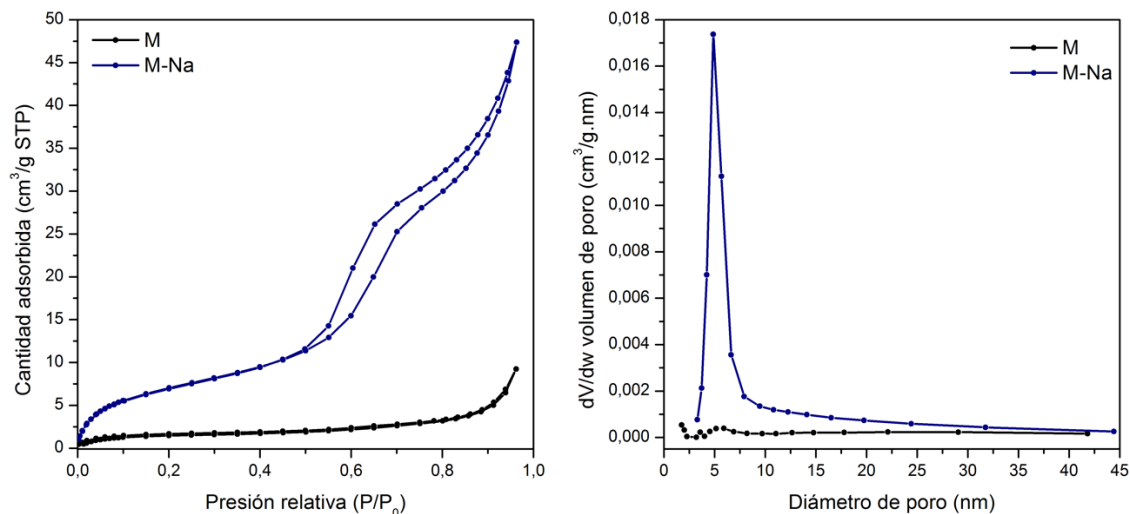 M
M-Na
Cantidad adsorbida (cm³/g STP)
50
45
40
35
30
25
20
15
10
5
0
0,0 0,2 0,4 0,6 0,8 1,0
Presión relativa (P/P₀)
M
M-Na
dV/dw volumen de poro (cm³/g.nm)
0,018
0,016
0,014
0,012
0,010
0,008
0,006
0,004
0,002
0,000
0 5 10 15 20 25 30 35 40 45
Diámetro de poro (nm)